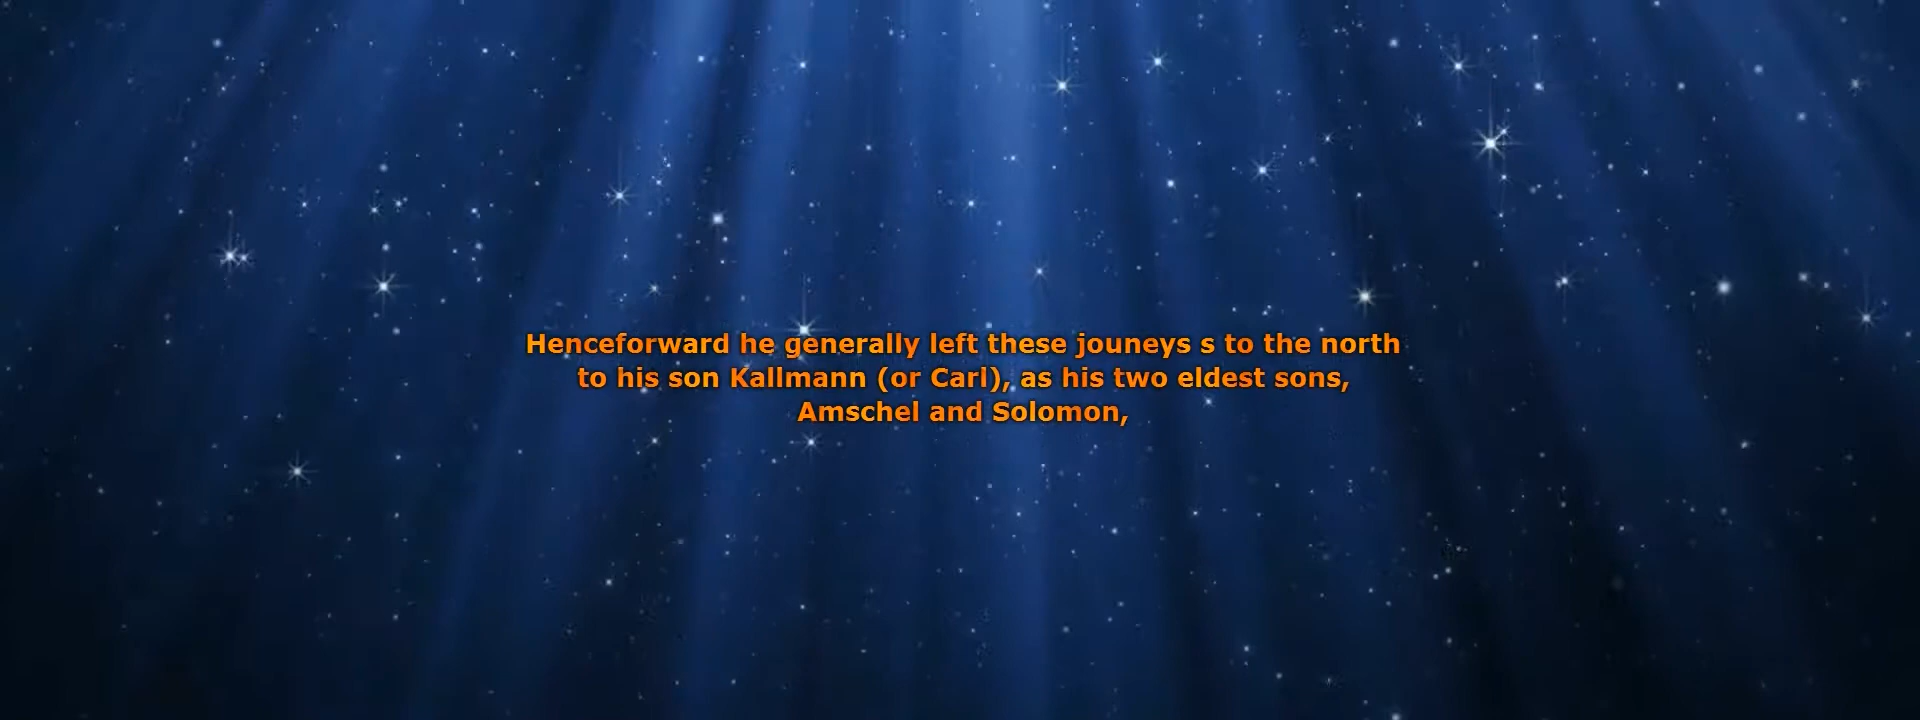 Henceforward he generally left these jouneys s to the north
to his son Kallmann (or Carl), as his two eldest sons,
Amschel and Solomon,